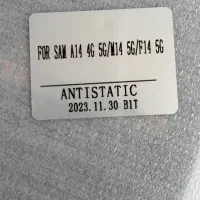 FOR SAM A14 4G 5G/M14 5G/F14 5G
ANTISTATIC
2023.11.30 B1T